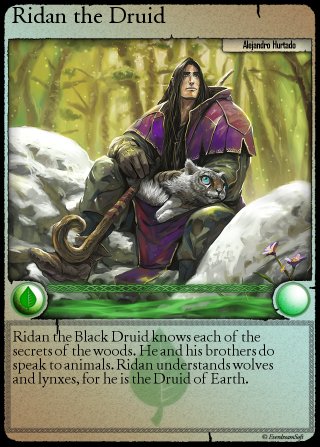 Ridan the Druid
Alejandro Hurtado
Ridan the Black Druid knows each of the
secrets of the woods. He and his brothers do
speak to animals. Ridan understands wolves
and lynxes, for he is the Druid of Earth.
© EverdreamSoft